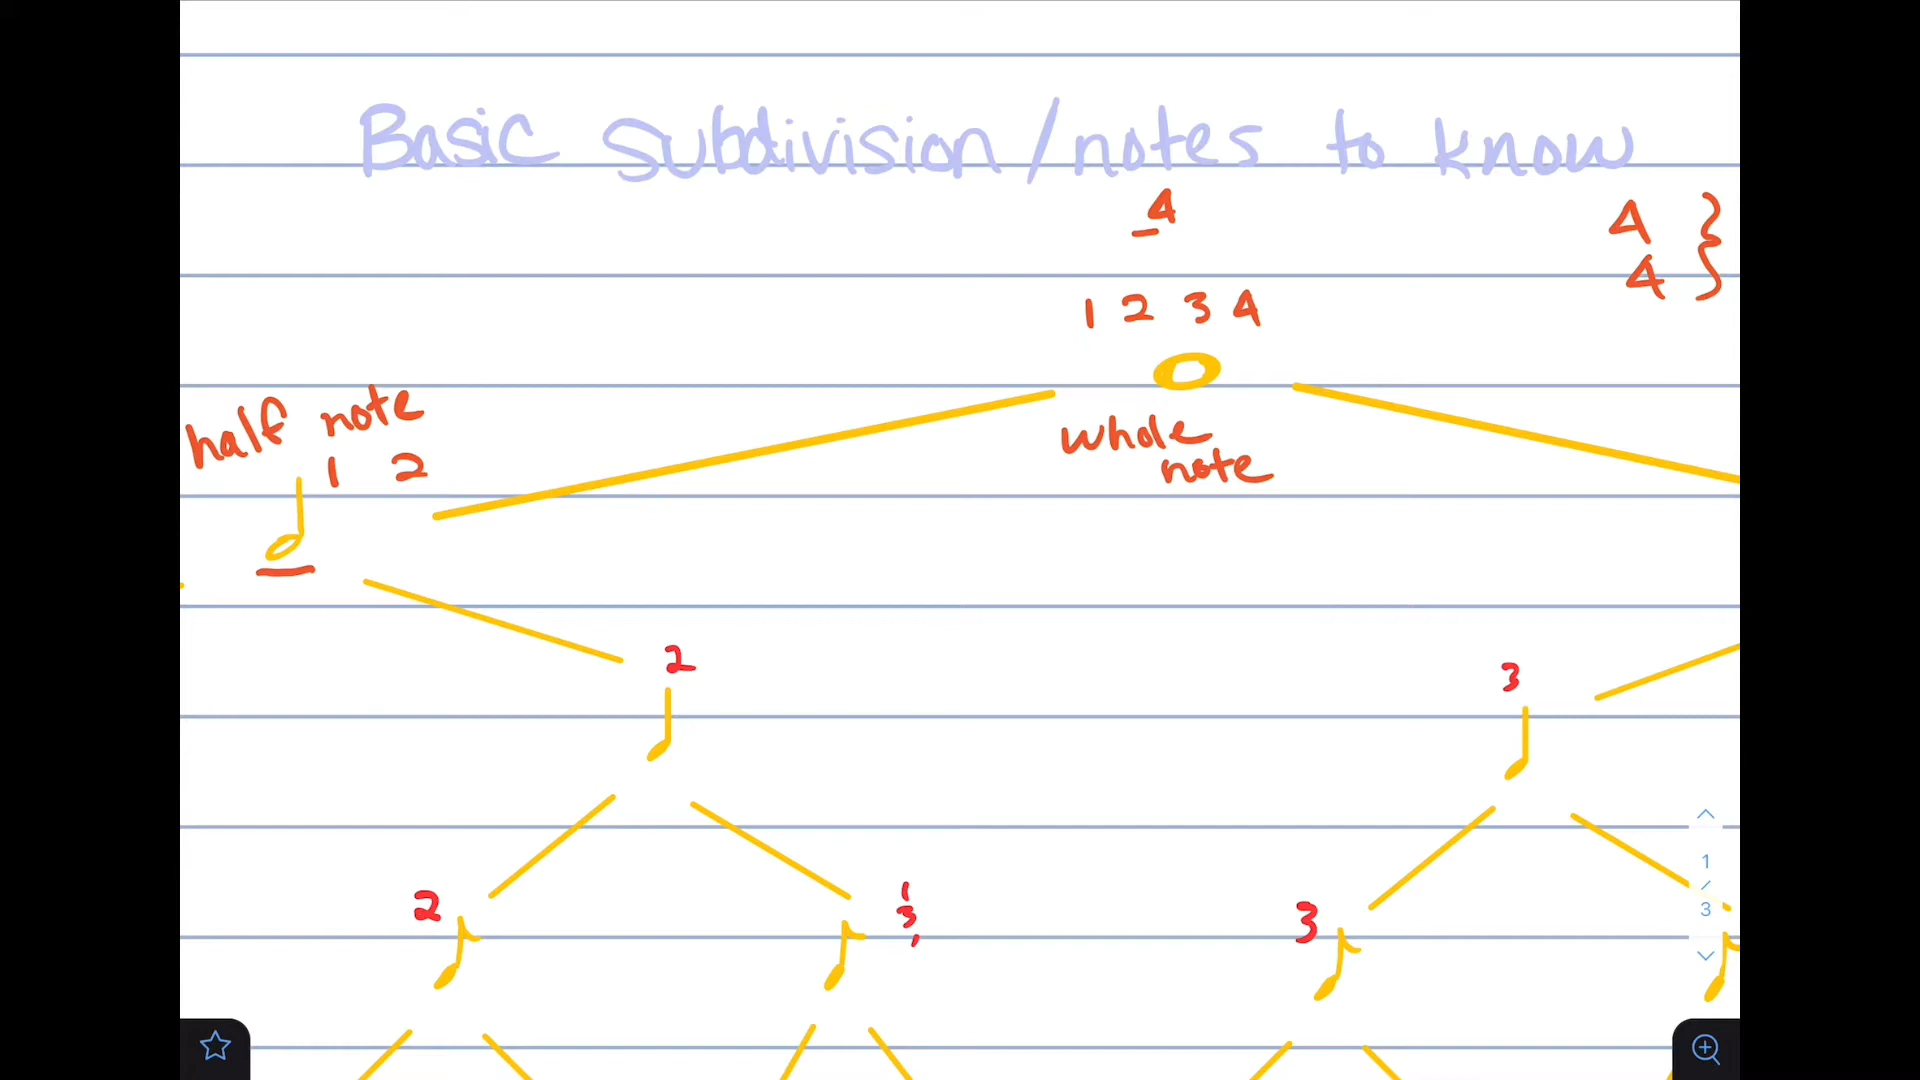 Basic subdivision/notes to know
4
4
4
1 2 3 4
half note
1 2
whole
note
2
3
1
3
2
3